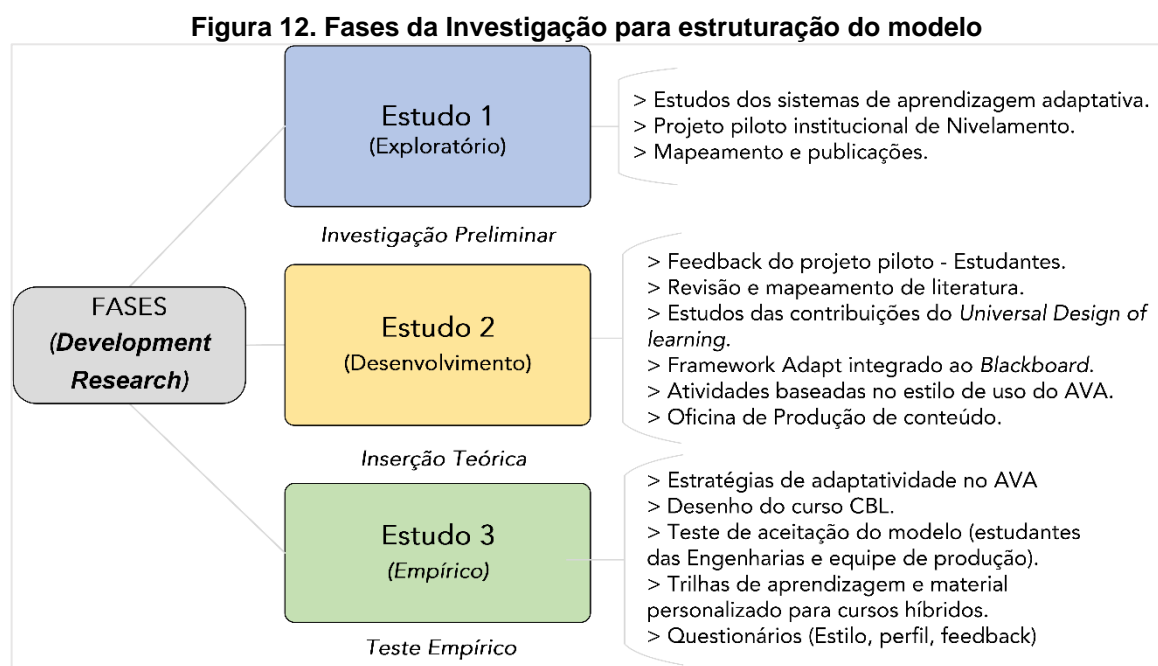 Figura 12. Fases da Investigação para estruturação do modelo
FASES
(Development
Research)
Estudo 1
(Exploratório)
Investigação Preliminar
> Estudos dos sistemas de aprendizagem adaptativa.
> Projeto piloto institucional de Nivelamento.
> Mapeamento e publicações.
Estudo 2
(Desenvolvimento)
Inserção Teórica
> Feedback do projeto piloto - Estudantes.
> Revisão e mapeamento de literatura.
> Estudos das contribuições do Universal Design of
learning.
> Framework Adapt integrado ao Blackboard.
> Atividades baseadas no estilo de uso do AVA.
> Oficina de Produção de conteúdo.
Estudo 3
(Empírico)
Teste Empírico
> Estratégias de adaptatividade no AVA
> Desenho do curso CBL.
> Teste de aceitação do modelo (estudantes
das Engenharias e equipe de produção).
> Trilhas de aprendizagem e material
personalizado para cursos híbridos.
> Questionários (Estilo, perfil, feedback)